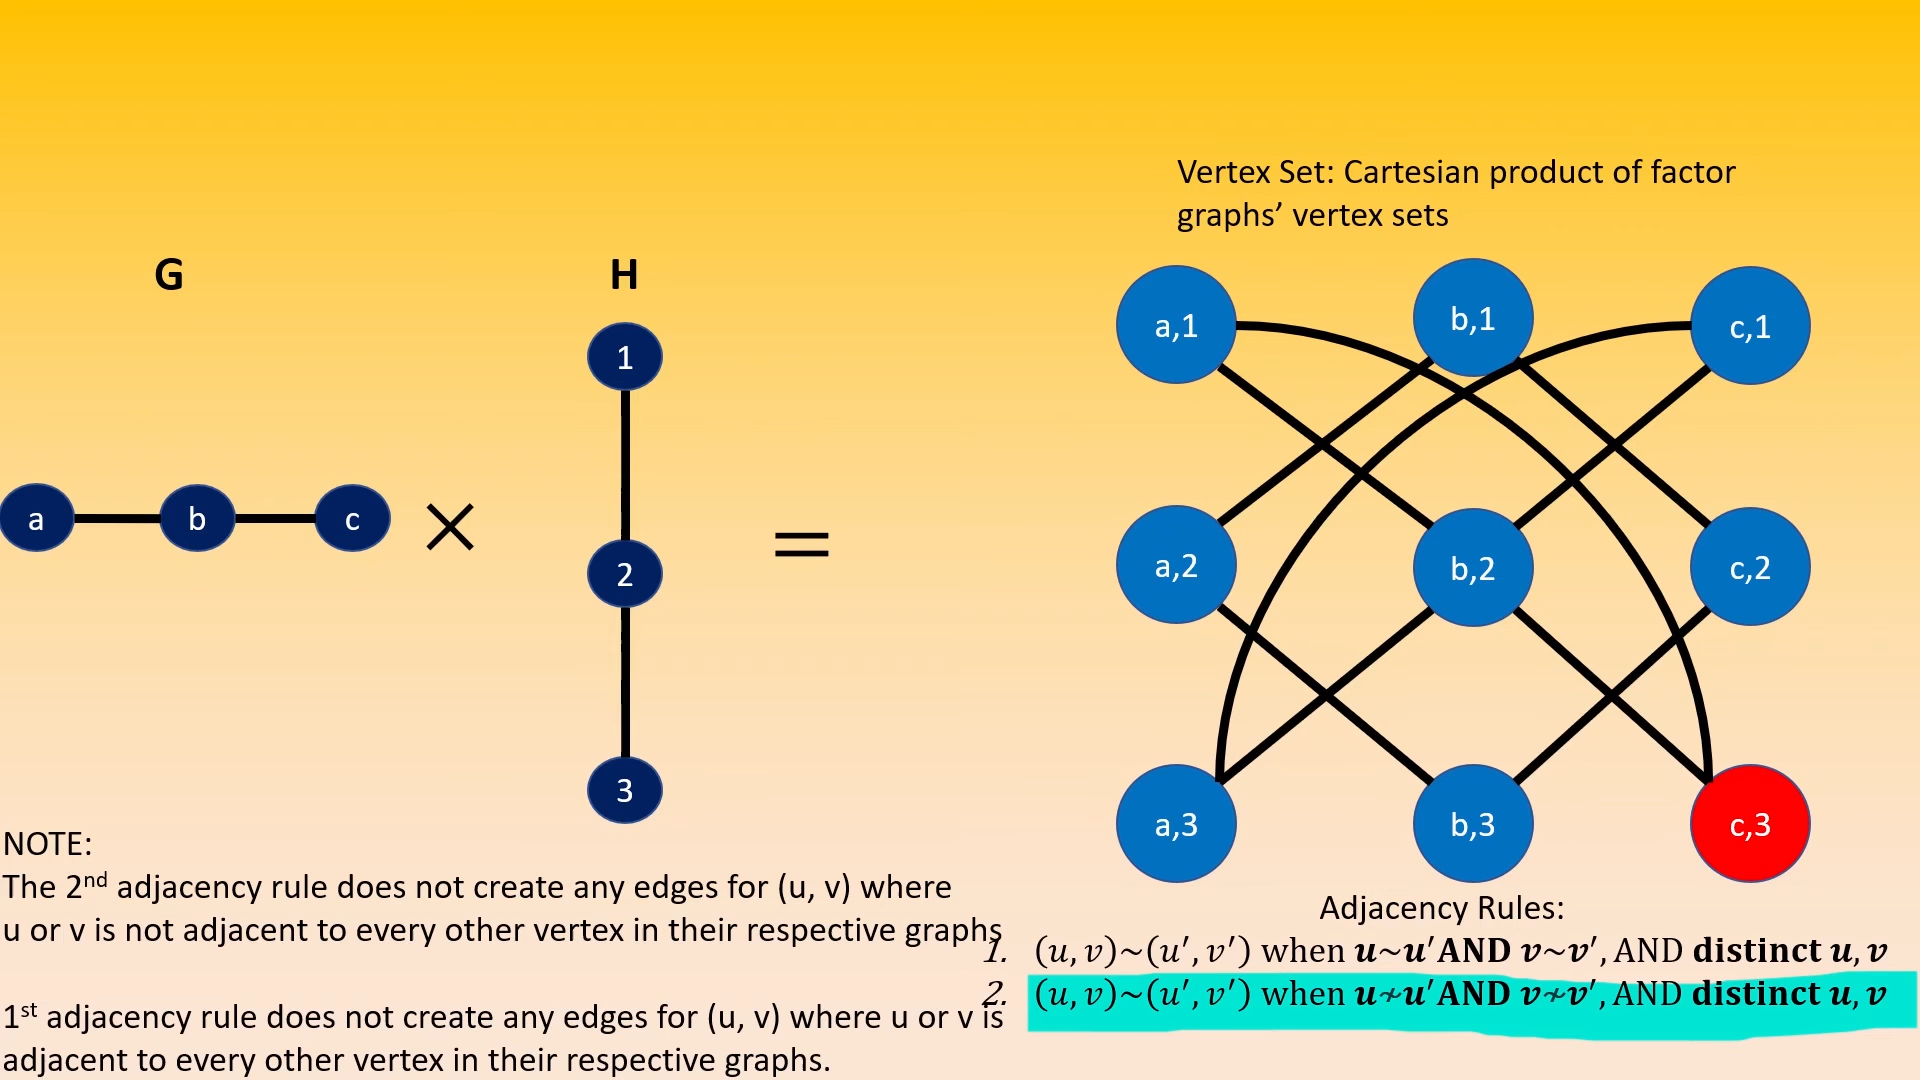 Vertex Set: Cartesian product of factor
graphs’ vertex sets
G
H
a
b
c
×
1
2
3
=
a,1
b,1
c,1
a,2
b,2
c,2
a,3
b,3
c,3
NOTE:
The 2nd adjacency rule does not create any edges for (u, v) where
u or v is not adjacent to every other vertex in their respective graphs
1st adjacency rule does not create any edges for (u, v) where u or v is
adjacent to every other vertex in their respective graphs.
Adjacency Rules:
1. (u, v)~(u′, v′) when u~u′AND v~v′, AND distinct u, v
2. (u, v)~(u′, v′) when u≁u′AND v≁v′, AND distinct u, v